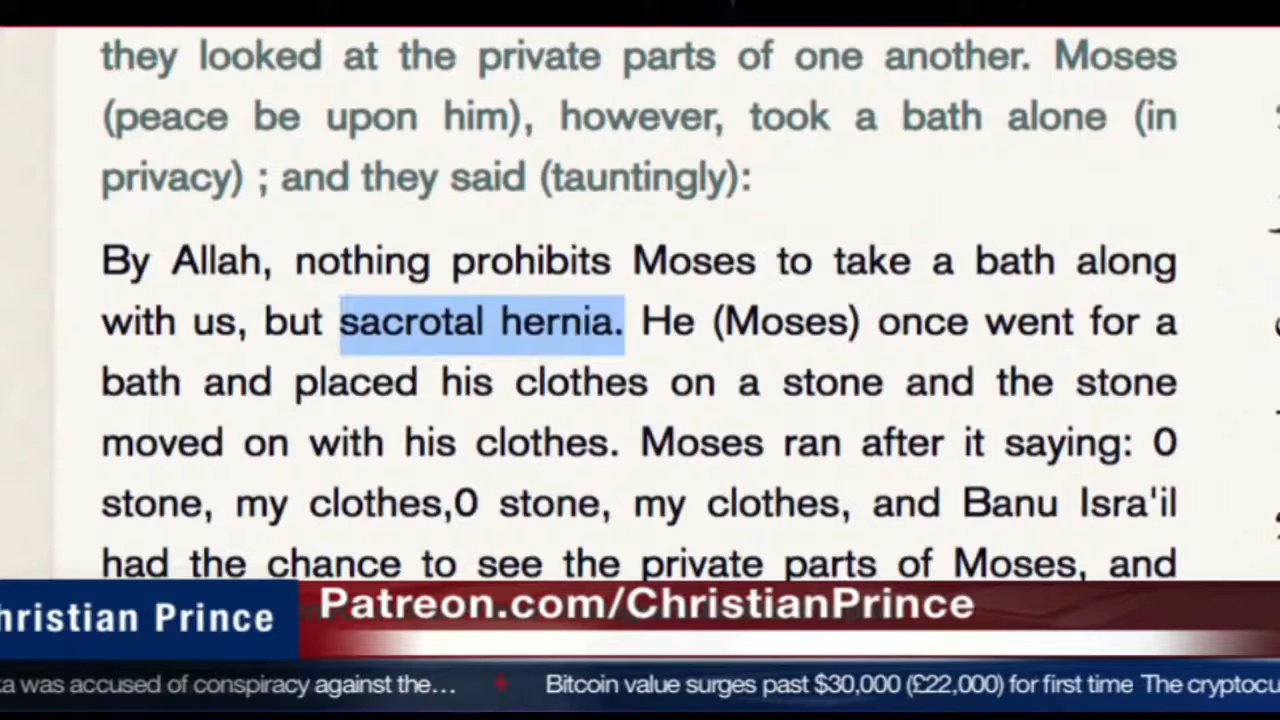 they looked at the private parts of one another. Moses
(peace be upon him), however, took a bath alone (in
privacy) ; and they said (tauntingly):
By Allah, nothing prohibits Moses to take a bath along
with us, but sacrotal hernia. He (Moses) once went for a
bath and placed his clothes on a stone and the stone
moved on with his clothes. Moses ran after it saying: 0
stone, my clothes,0 stone, my clothes, and Banu Isra'il
had the chance to see the private parts of Moses, and
hristian Prince
Patreon.com/ChristianPrince
ka was accused of conspiracy against the... Bitcoin value surges past $30,000 (£22,000) for first time The cryptocu